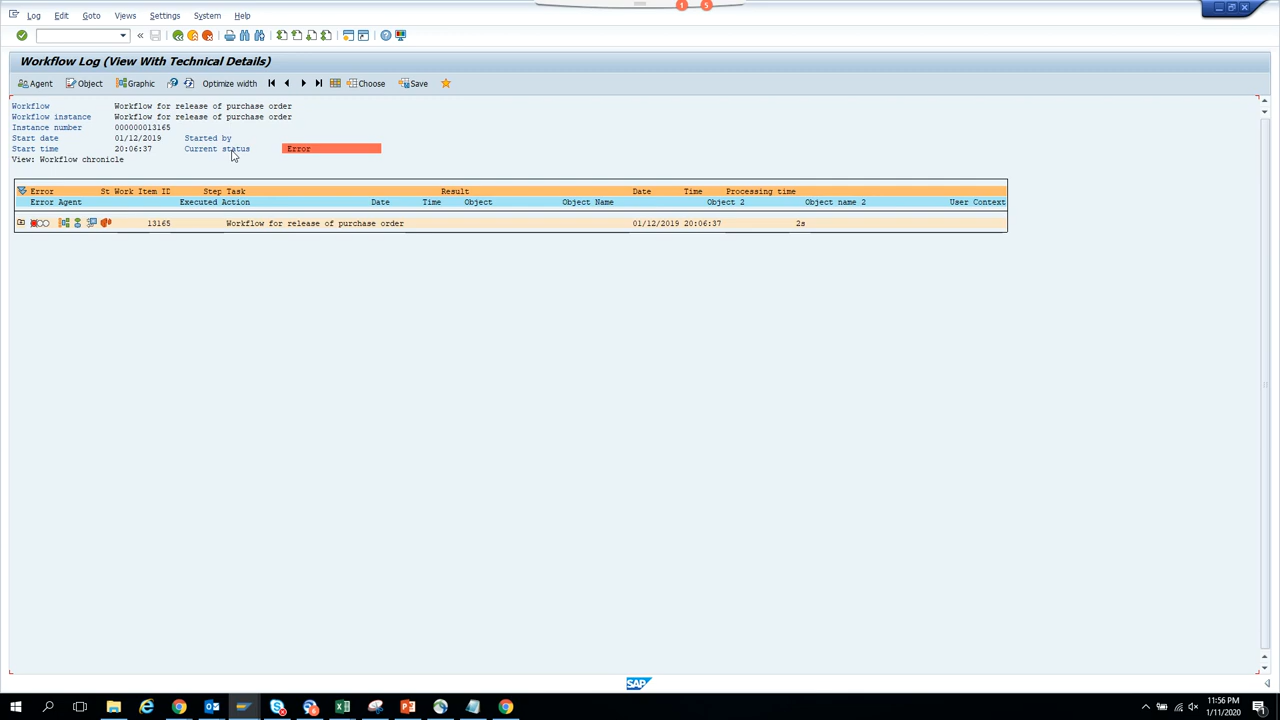 1 5
Log Edit Goto Views Settings System Help
Workflow Log (View With Technical Details)
Agent Object Graphic Optimize width Choose Save
Workflow Workflow for release of purchase order
Workflow instance Workflow for release of purchase order
Instance number 000000013165
Start date 01/12/2019 Started by
Start time 20:06:37 Current status Error
View: Workflow chronicle
Error St Work Item ID Step Task Result Date Time Processing time
Error Agent Executed Action Date Time Object Object Name Object 2 Object name 2 User Context
13165 Workflow for release of purchase order 01/12/2019 20:06:37 2s
SAP
11:56 PM
1/11/2020